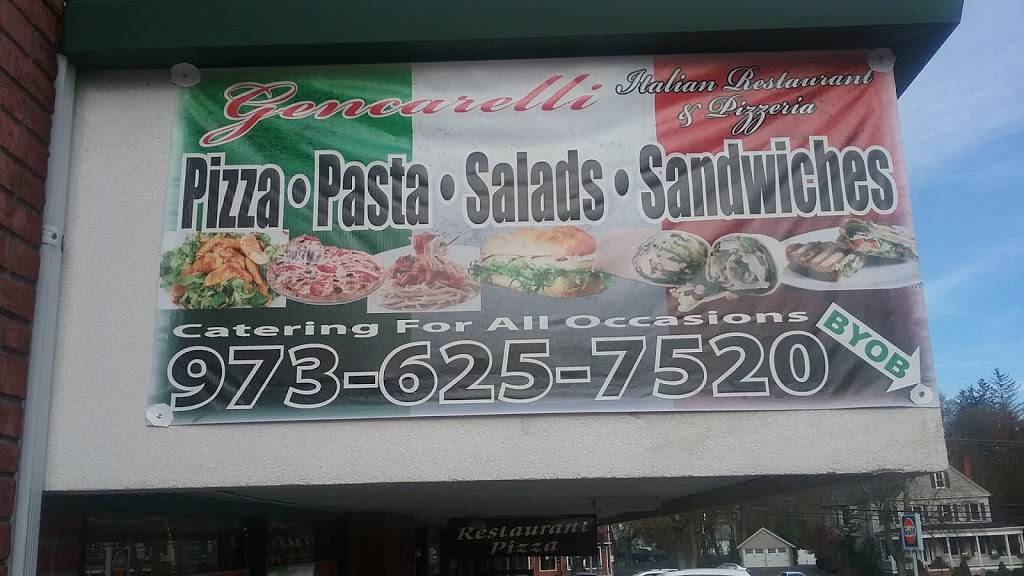 Gencarelli Italian Restaurant
& Pizzeria
Pizza • Pasta • Salads • Sandwiches
Catering For All Occasions
BYOB
973-625-7520
Restaurant
Pizza